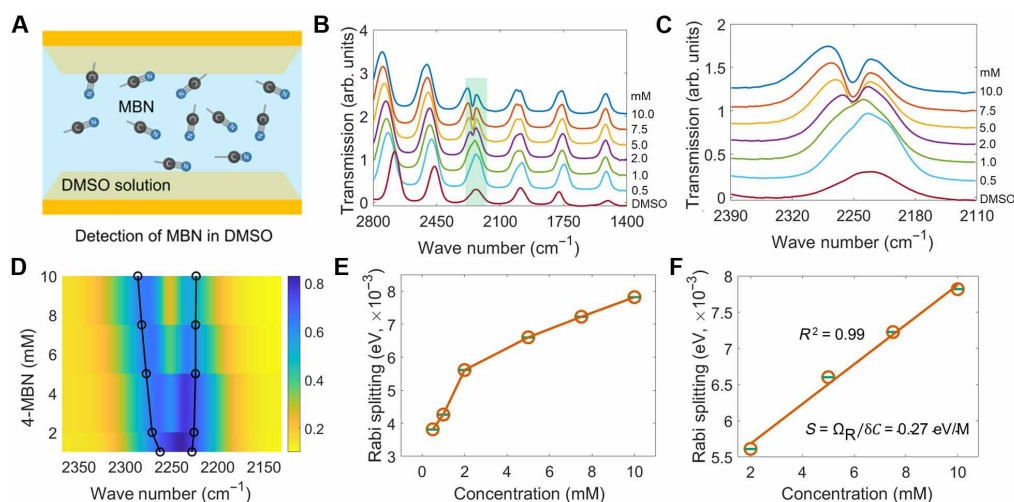 A
MBN
DMSO solution
Detection of MBN in DMSO
B
Transmission (arb. units)
4
3
2
1
0
mM
10.0
7.5
5.0
2.0
1.0
0.5
DMSO
2800
2450
2100
1750
1400
Wave number (cm⁻¹)
C
Transmission (arb. units)
2
1.5
1
0.5
0
mM
10.0
7.5
5.0
2.0
1.0
0.5
DMSO
2390
2320
2250
2180
2110
Wave number (cm⁻¹)
D
4-MBN (mM)
10
8
6
4
2
0.8
0.6
0.4
0.2
2350
2300
2250
2200
2150
Wave number (cm⁻¹)
E
Rabi splitting (eV, ×10⁻³)
9
8
7
6
5
4
3
0
2
4
6
8
10
Concentration (mM)
F
Rabi splitting (eV, ×10⁻³)
8
7.5
7
6.5
6
5.5
R² = 0.99
S = Ω_R/δC = 0.27 eV/M
2
4
6
8
10
Concentration (mM)